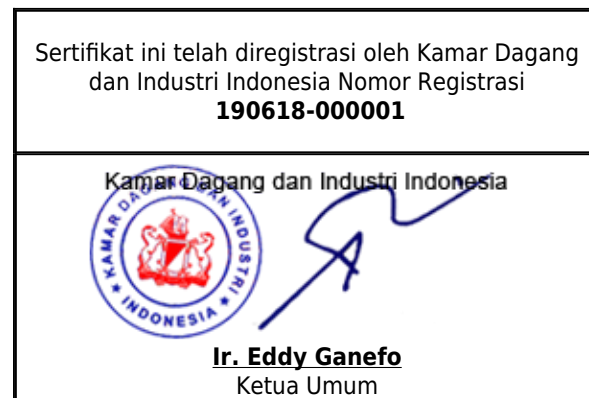 Sertifikat ini telah diregistrasi oleh Kamar Dagang
dan Industri Indonesia Nomor Registrasi
190618-000001
Kamar Dagang dan Industri Indonesia
KAMAR DAGANG DAN INDUSTRI
INDONESIA
Ir. Eddy Ganefo
Ketua Umum